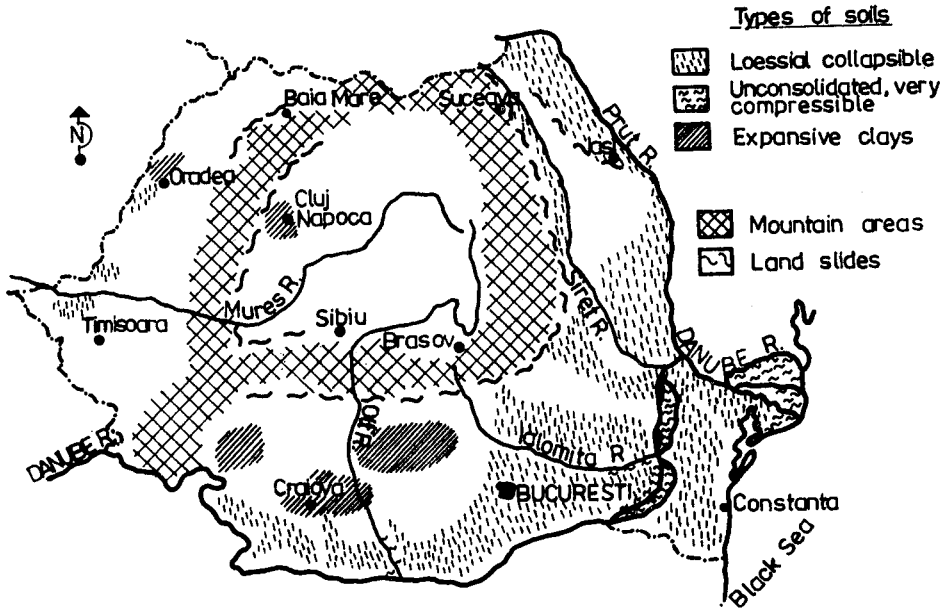 Types of soils
Loessial collapsible
Unconsolidated, very
compressible
Expansive clays
Mountain areas
Land slides
N
Baia Mare
Suceava
Prut R.
Iasi
Oradea
Cluj
Napoca
Mures R.
Siret R.
Timisoara
Sibiu
Brasov
DANUBE R.
DANUBE R.
Olt R.
Ialomita R
Craiova
BUCURESTI
Constanta
Black Sea